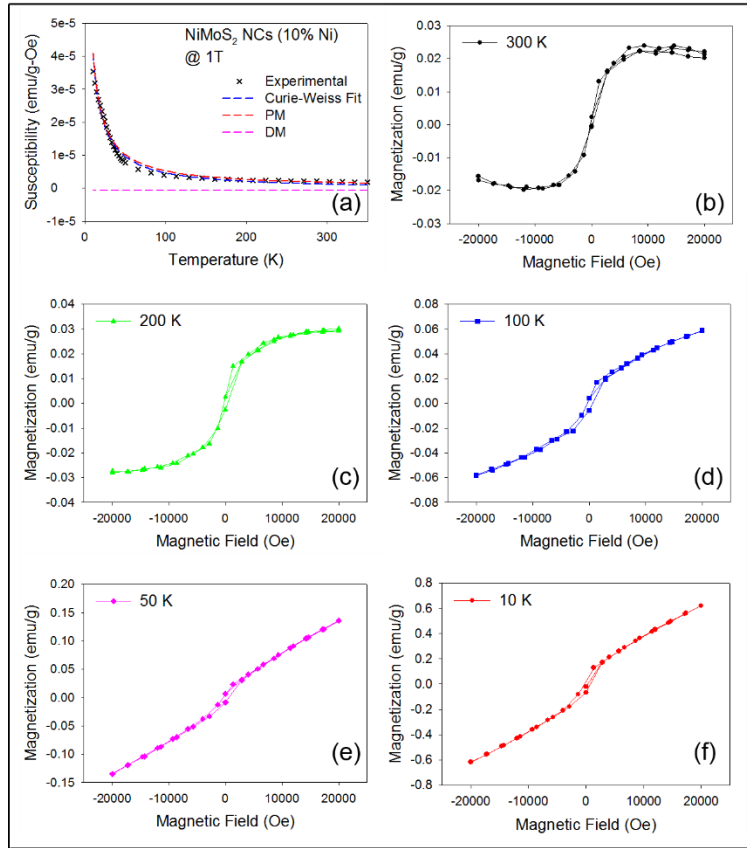 NiMoS₂ NCs (10% Ni)
@ 1T
Experimental
Curie-Weiss Fit
PM
DM
5e-5
4e-5
3e-5
2e-5
1e-5
0
-1e-5
Susceptibility (emu/g-Oe)
0 100 200 300
Temperature (K)
(a)
300 K
0.03
0.02
0.01
0.00
-0.01
-0.02
-0.03
Magnetization (emu/g)
-20000 -10000 0 10000 20000
Magnetic Field (Oe)
(b)
200 K
0.04
0.03
0.02
0.01
0.00
-0.01
-0.02
-0.03
-0.04
Magnetization (emu/g)
-20000 -10000 0 10000 20000
Magnetic Field (Oe)
(c)
100 K
0.08
0.06
0.04
0.02
0.00
-0.02
-0.04
-0.06
-0.08
Magnetization (emu/g)
-20000 -10000 0 10000 20000
Magnetic Field (Oe)
(d)
50 K
0.20
0.15
0.10
0.05
0.00
-0.05
-0.10
-0.15
Magnetization (emu/g)
-20000 -10000 0 10000 20000
Magnetic Field (Oe)
(e)
10 K
0.8
0.6
0.4
0.2
0.0
-0.2
-0.4
-0.6
-0.8
Magnetization (emu/g)
-20000 -10000 0 10000 20000
Magnetic Field (Oe)
(f)